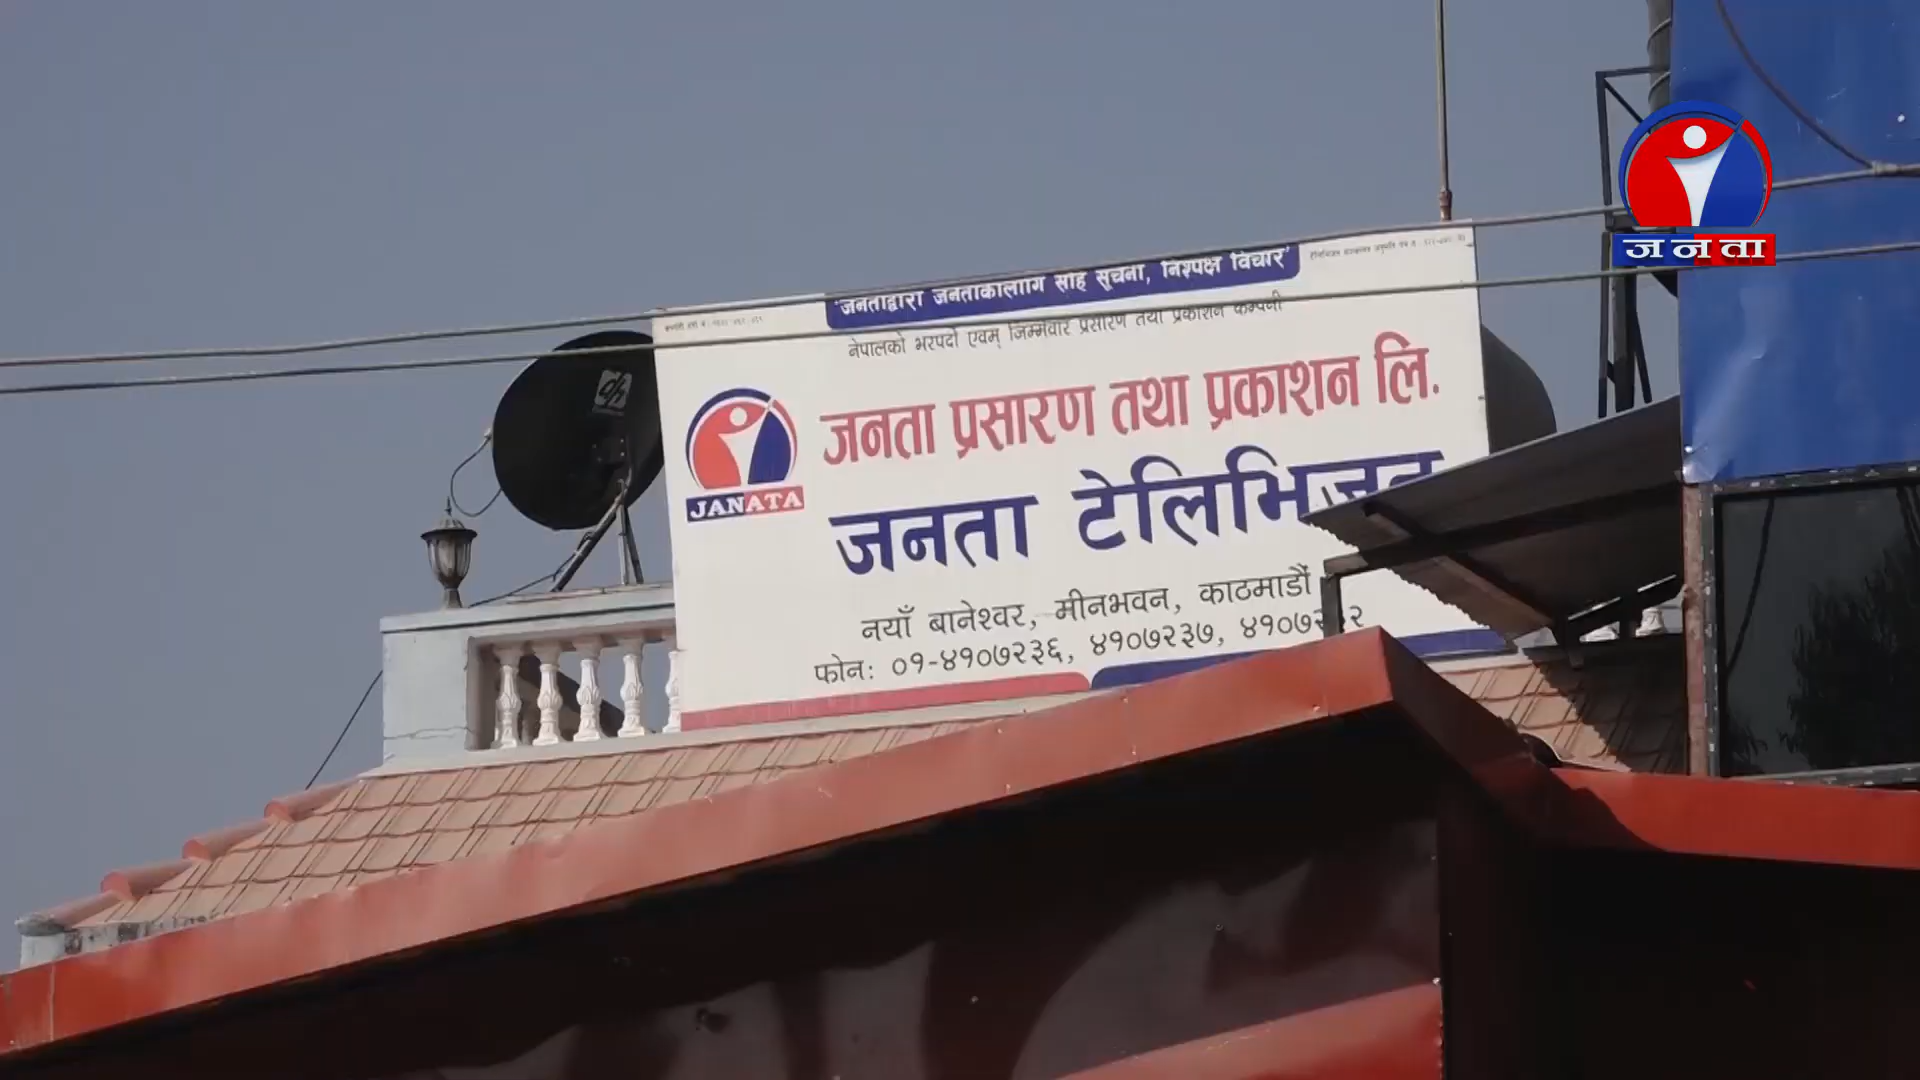 'जनताद्वारा जनताकालागि सहि सूचना, निश्पक्ष विचार'
नेपालको भरपर्दो एवम् जिम्मेवार प्रसारण तथा प्रकाशन कम्पनी
जनता प्रसारण तथा प्रकाशन लि.
JANATA
जनता टेलिभिजन
नयाँ बानेश्वर, मीनभवन, काठमाडौं
फोन: ०१-४१०७२३६, ४१०७२३७,
जनता